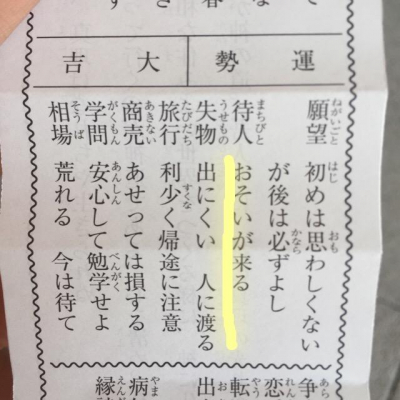 運勢
大吉
願望 初めは思わしくない
が後は必ずよし
待人 おそいが来る
失物 出にくい 人に渡る
旅行 利少く帰途に注意
商売 あせっては損する
学問 安心して勉学せよ
相場 荒れる 今は待て
争
恋
転
出
病
縁